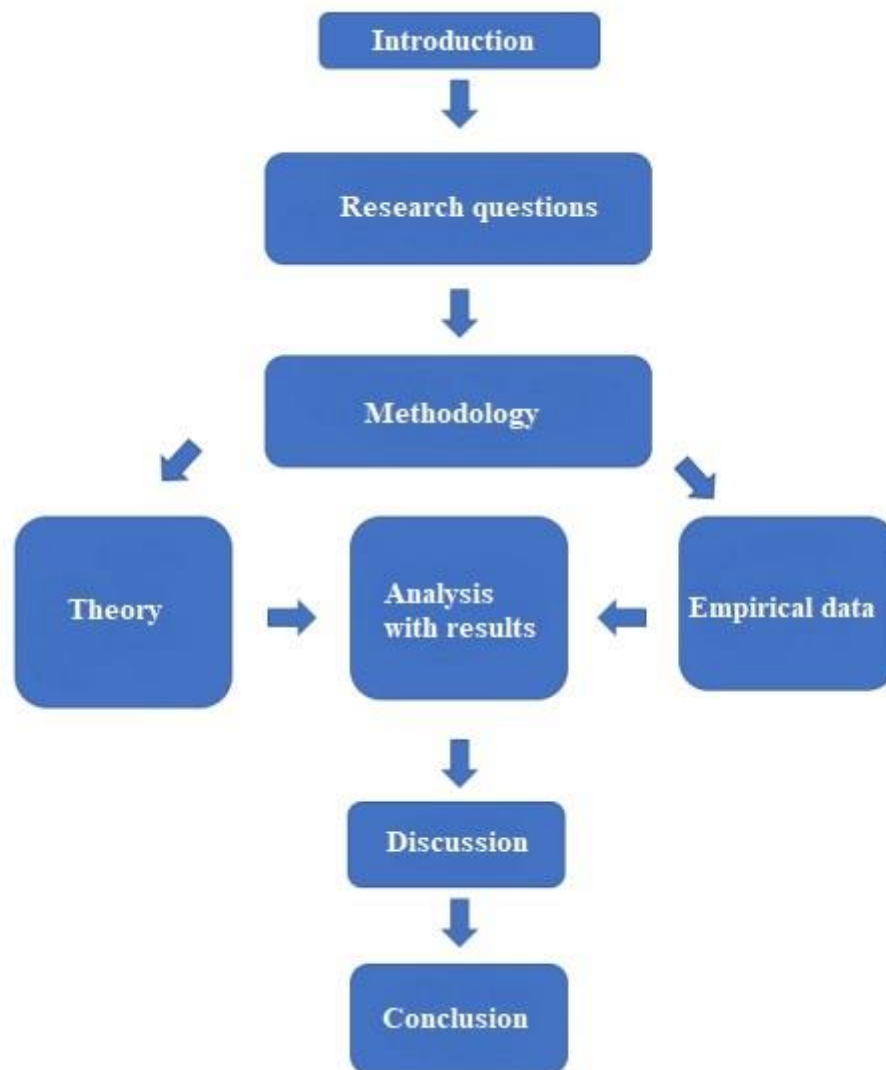 Introduction
Research questions
Methodology
Theory
Analysis
with results
Empirical data
Discussion
Conclusion